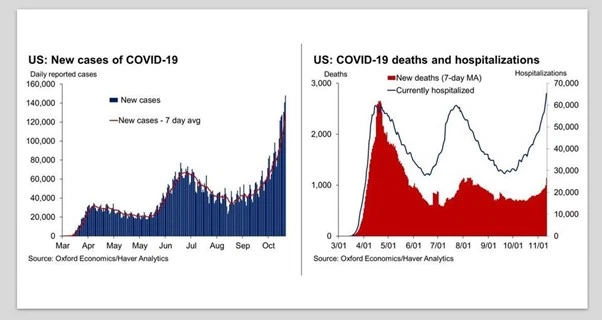 US: New cases of COVID-19
Daily reported cases
160,000
140,000
120,000
100,000
80,000
60,000
40,000
20,000
0
New cases
New cases - 7 day avg
Mar Apr May May Jun Jul Aug Sep Oct
Source: Oxford Economics/Haver Analytics
US: COVID-19 deaths and hospitalizations
Deaths
Hospitalizations
New deaths (7-day MA)
Currently hospitalized
3,000
2,000
1,000
0
70,000
60,000
50,000
40,000
30,000
20,000
10,000
0
3/01 4/01 5/01 6/01 7/01 8/01 9/01 10/01 11/01
Source: Oxford Economics/Haver Analytics